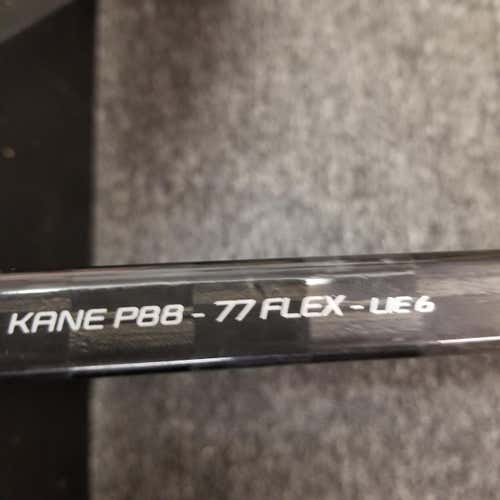 KANE P88 - 77 FLEX - LIE 6